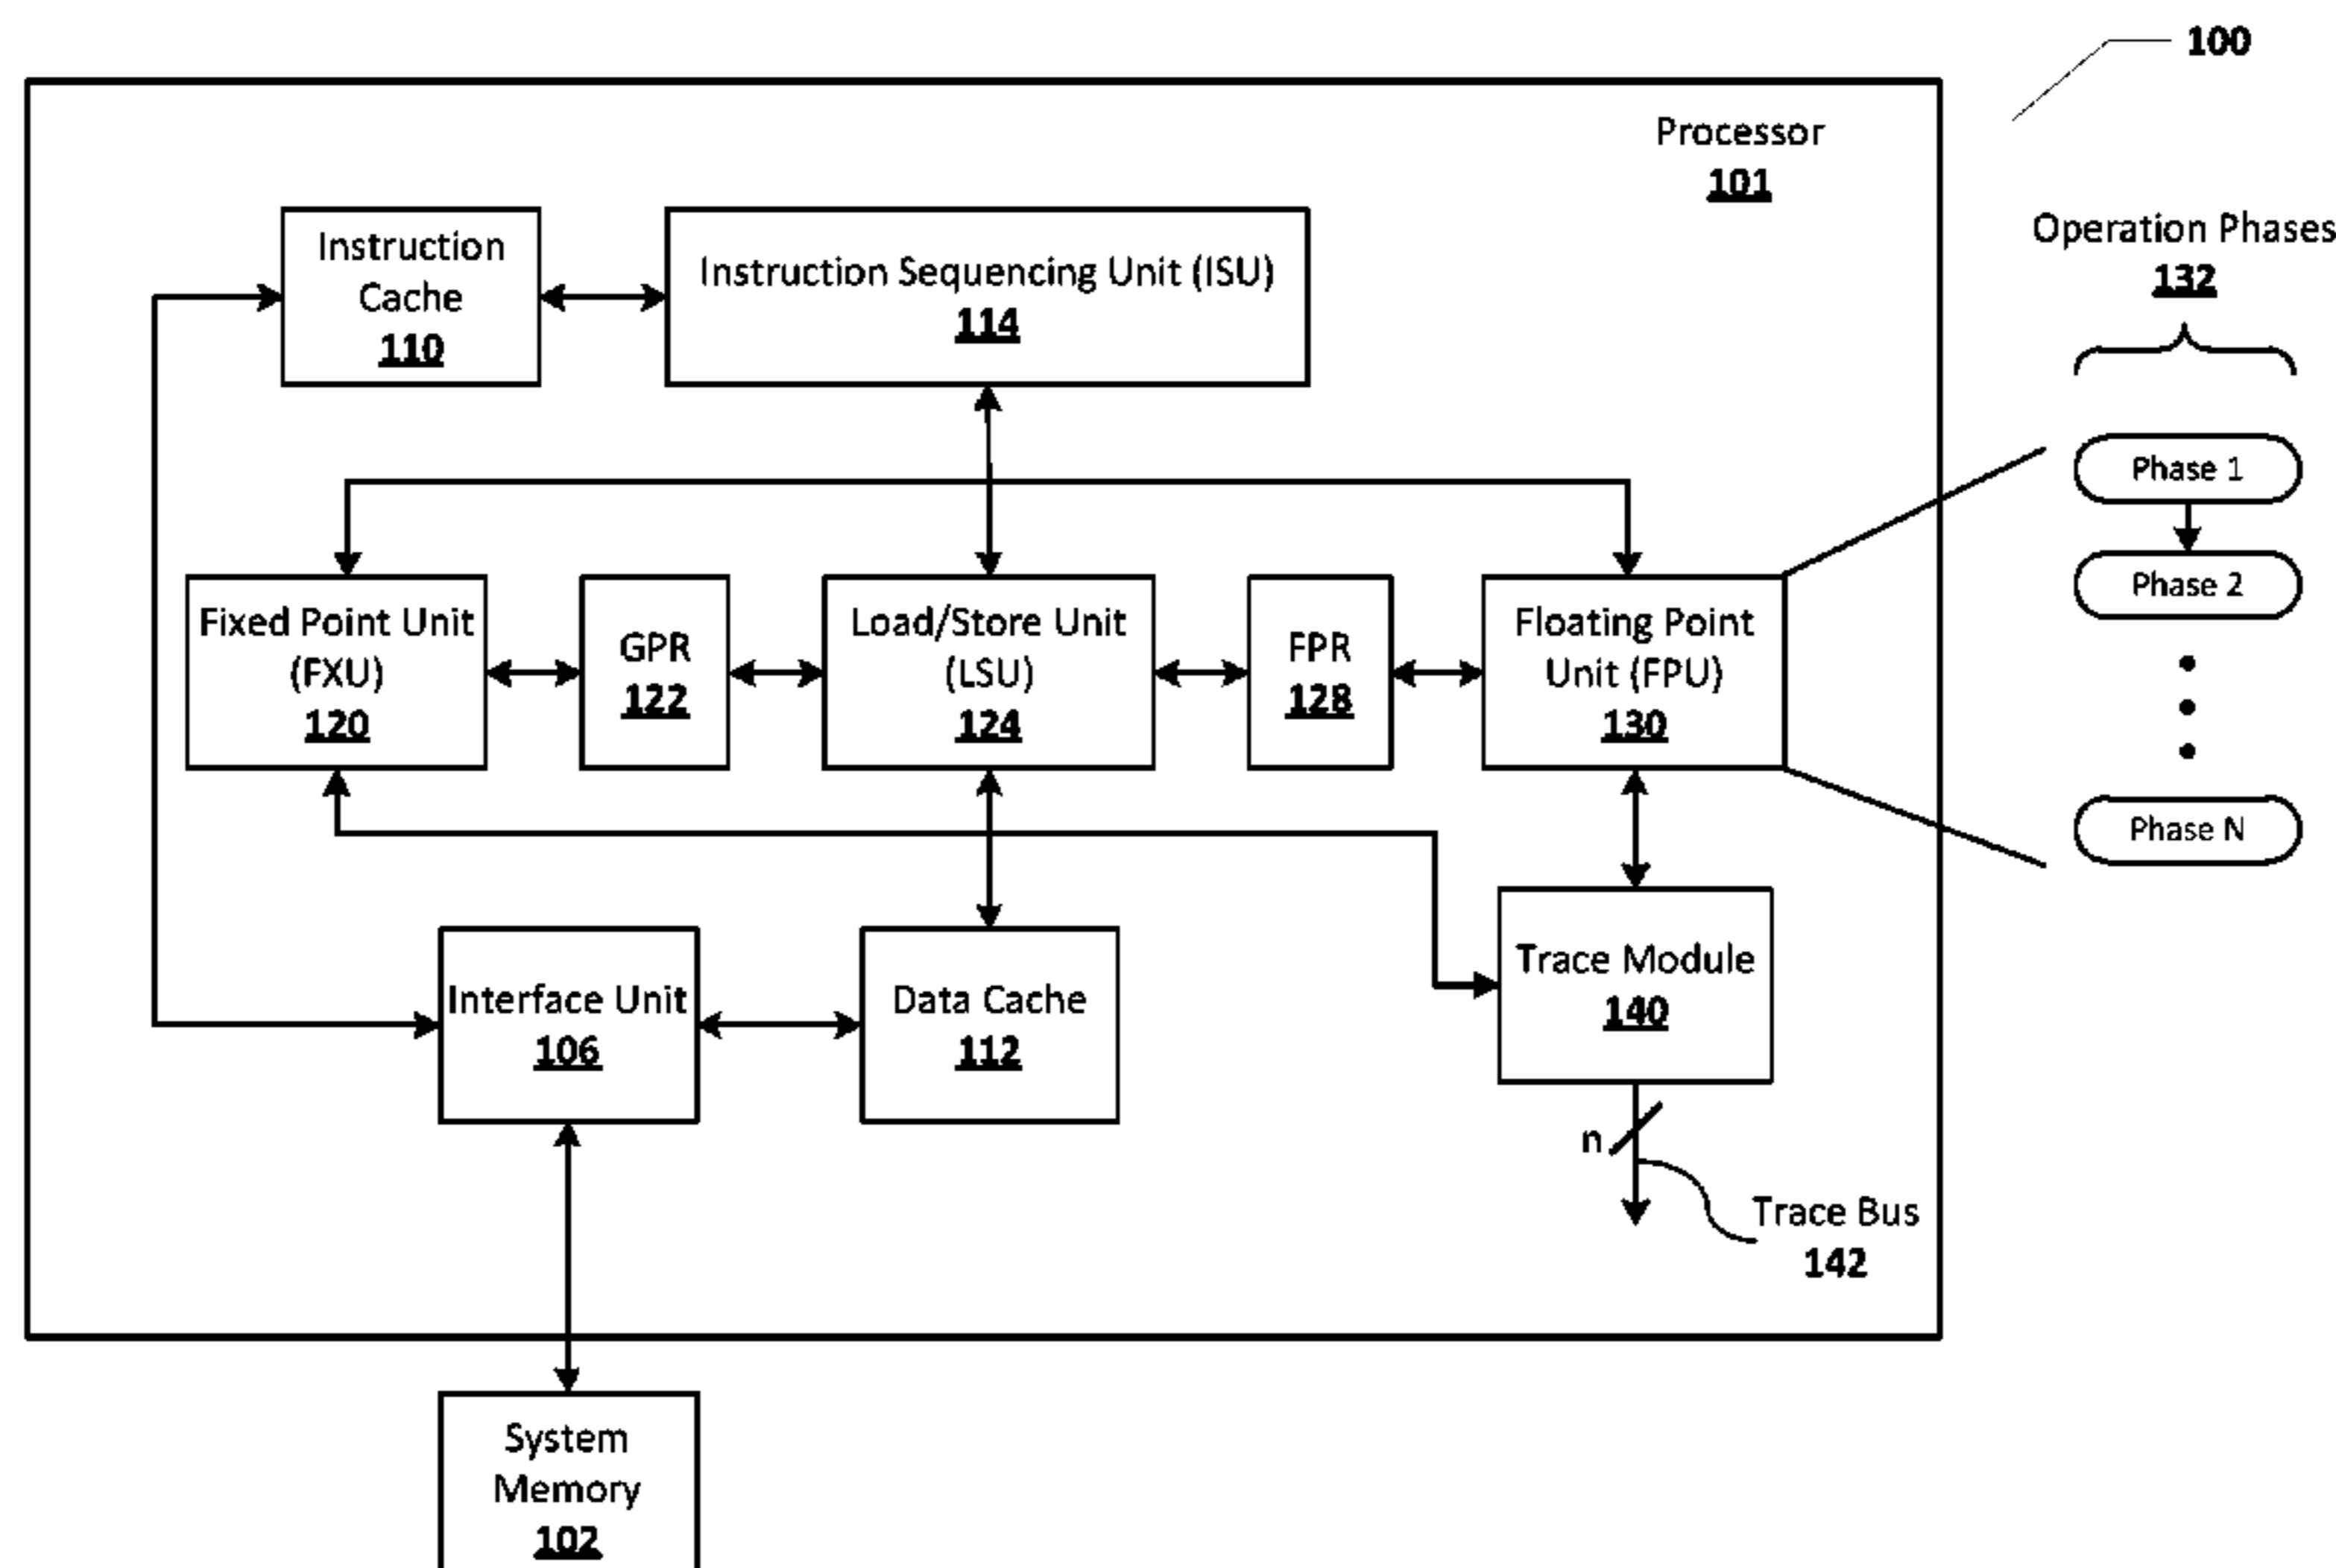 100
Processor
101
Operation Phases
132
Instruction
Cache
110
Instruction Sequencing Unit (ISU)
114
Phase 1
Phase 2
Phase N
Fixed Point Unit
(FXU)
120
GPR
122
Load/Store Unit
(LSU)
124
FPR
128
Floating Point
Unit (FPU)
130
Interface Unit
106
Data Cache
112
Trace Module
140
n
Trace Bus
142
System
Memory
102